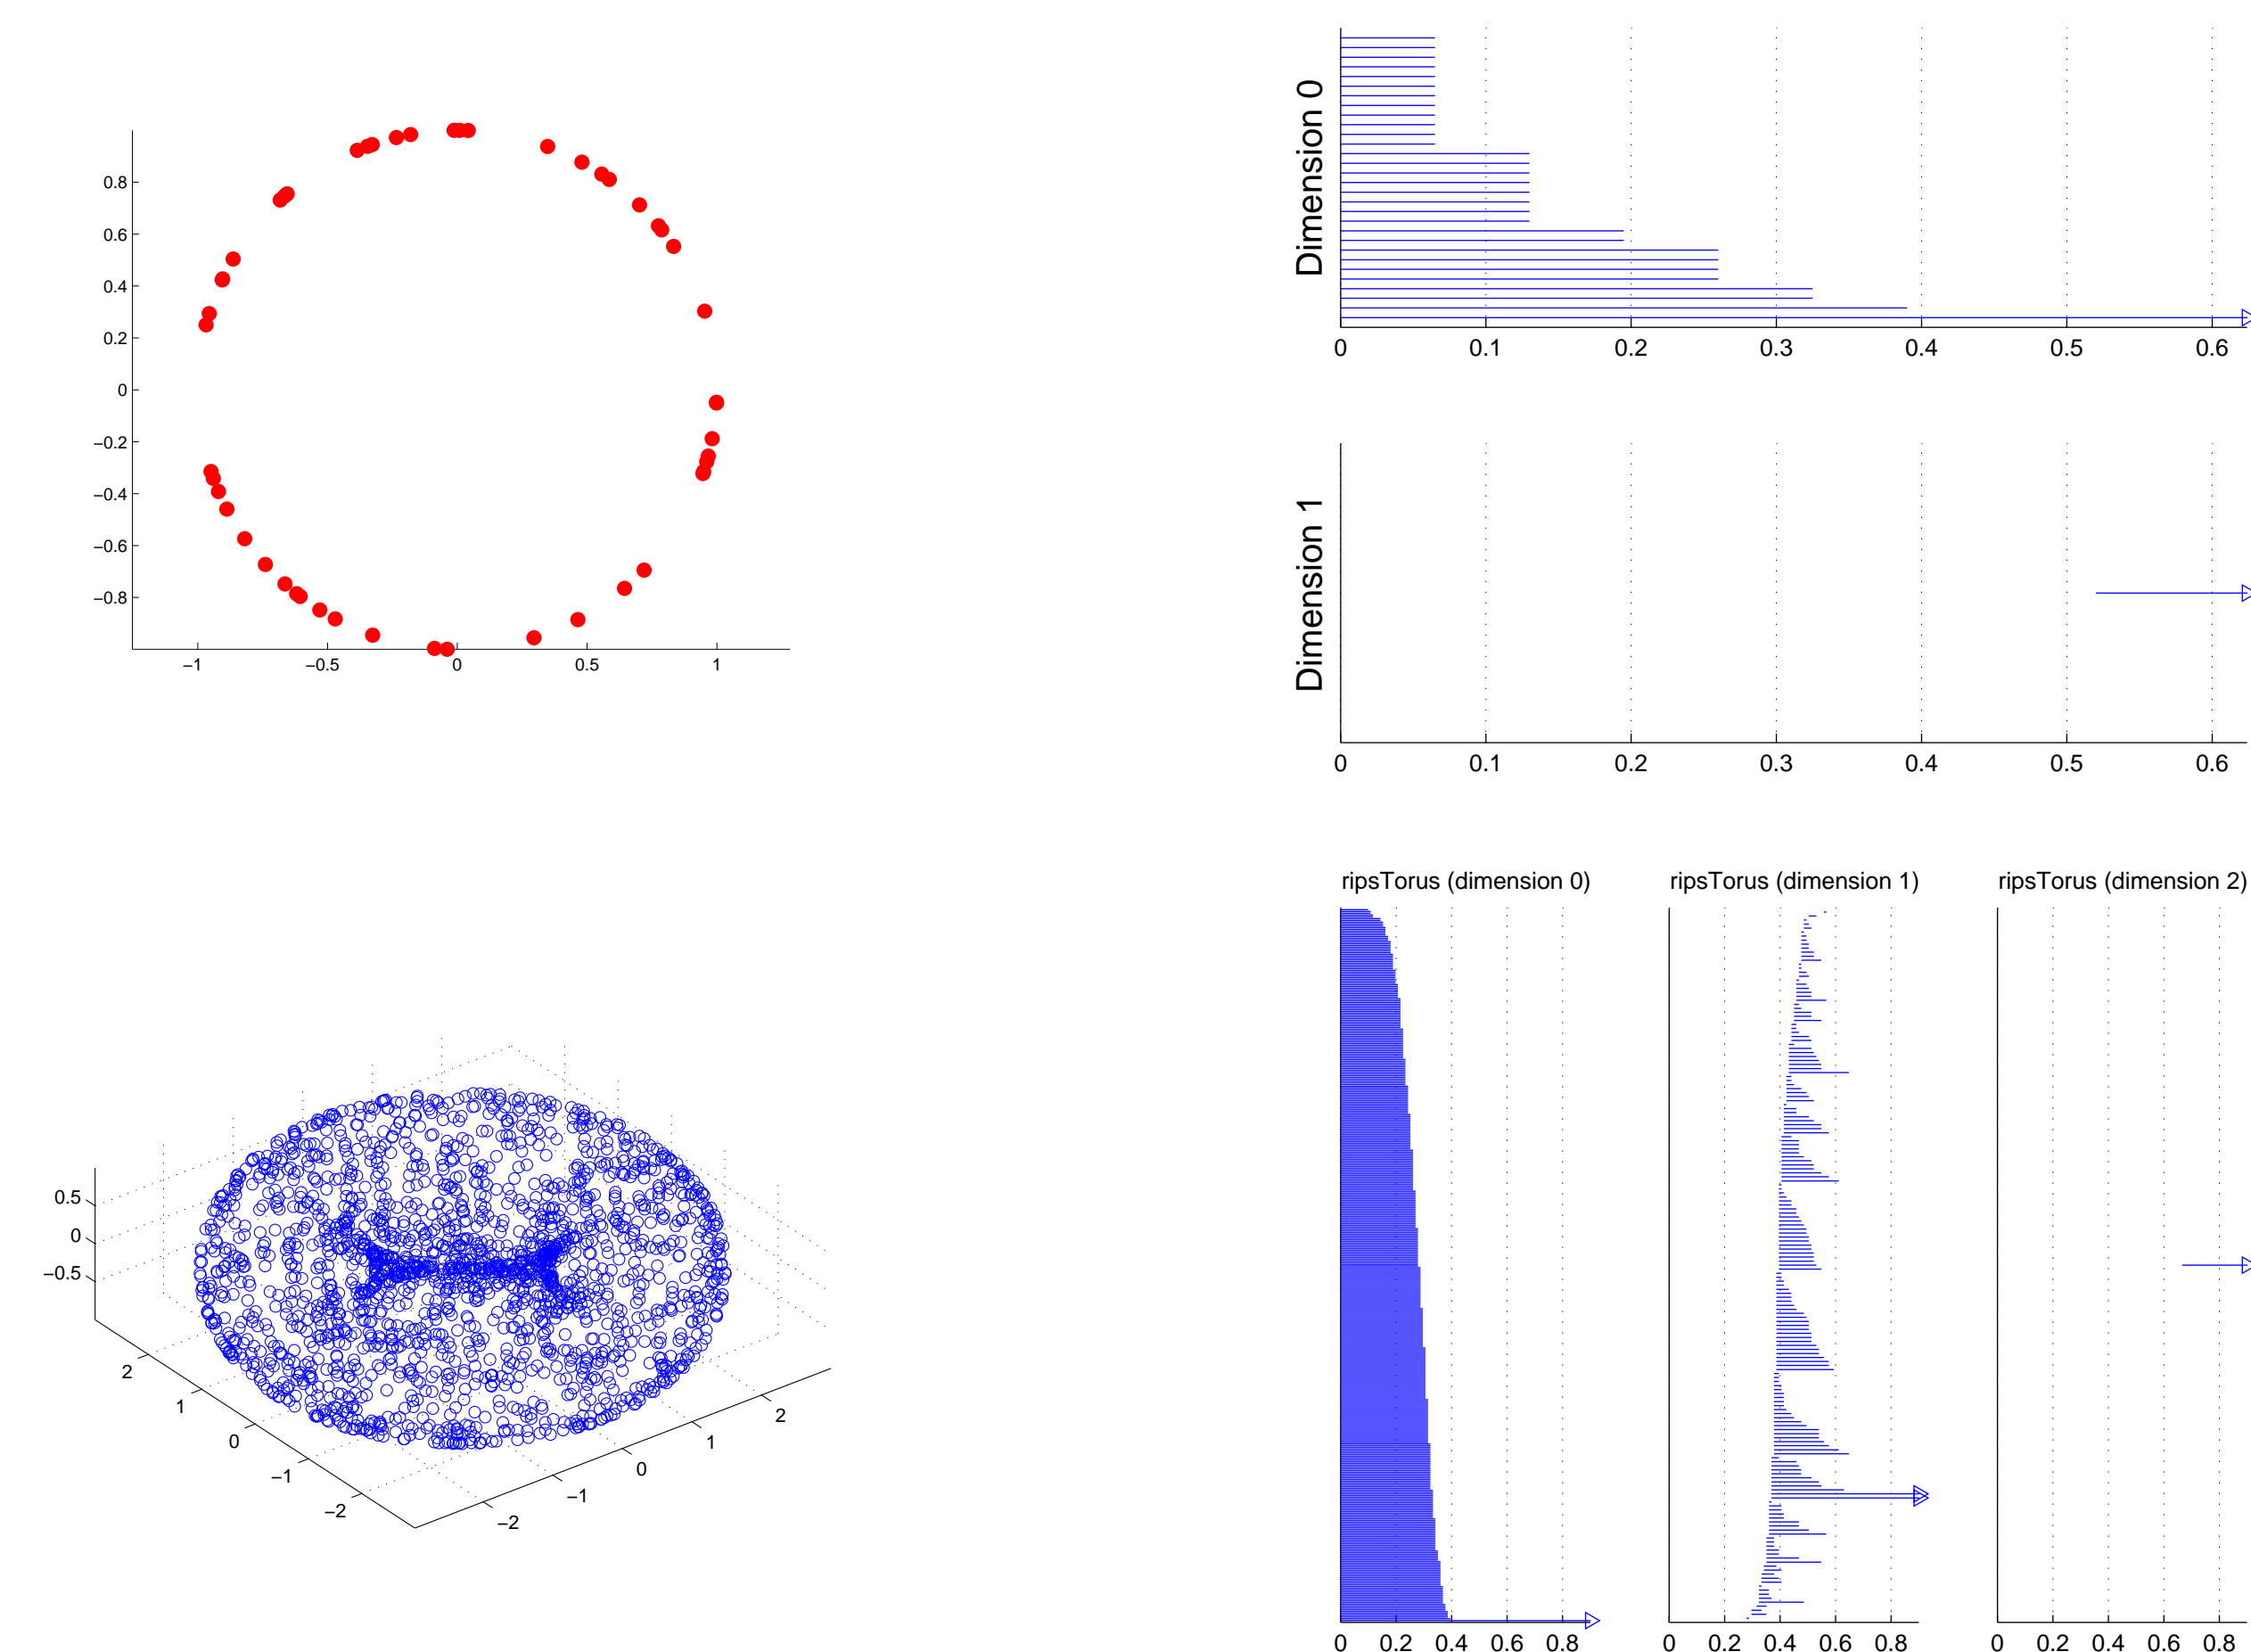 0.8
0.6
0.4
0.2
0
−0.2
−0.4
−0.6
−0.8
−1 −0.5 0 0.5 1
Dimension 0
0 0.1 0.2 0.3 0.4 0.5 0.6
Dimension 1
0 0.1 0.2 0.3 0.4 0.5 0.6
0.5
0
−0.5
2
1
0
−1
−2
−2
−1
0
1
2
ripsTorus (dimension 0)
0 0.2 0.4 0.6 0.8
ripsTorus (dimension 1)
0 0.2 0.4 0.6 0.8
ripsTorus (dimension 2)
0 0.2 0.4 0.6 0.8